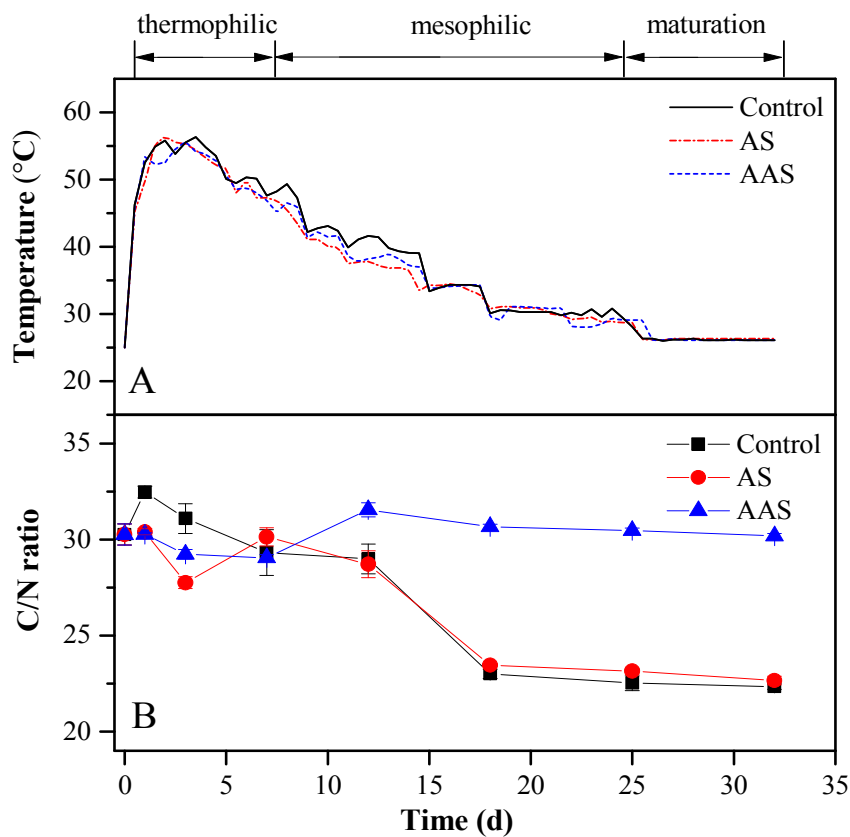 thermophilic mesophilic maturation
Temperature (°C)
60
50
40
30
20
Control
AS
AAS
A
C/N ratio
35
30
25
20
Control
AS
AAS
B
0 5 10 15 20 25 30 35
Time (d)